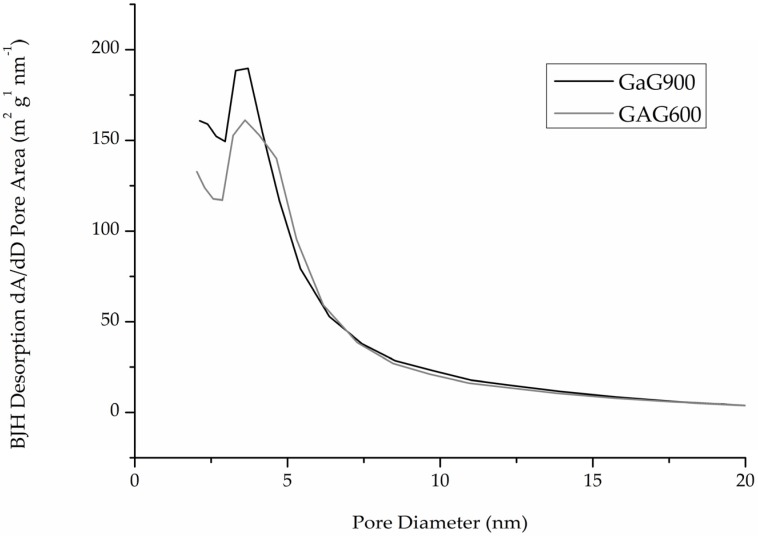 BJH Desorption dA/dD Pore Area (m² g¹ nm⁻¹)
200
150
100
50
0
GaG900
GAG600
0 5 10 15 20
Pore Diameter (nm)